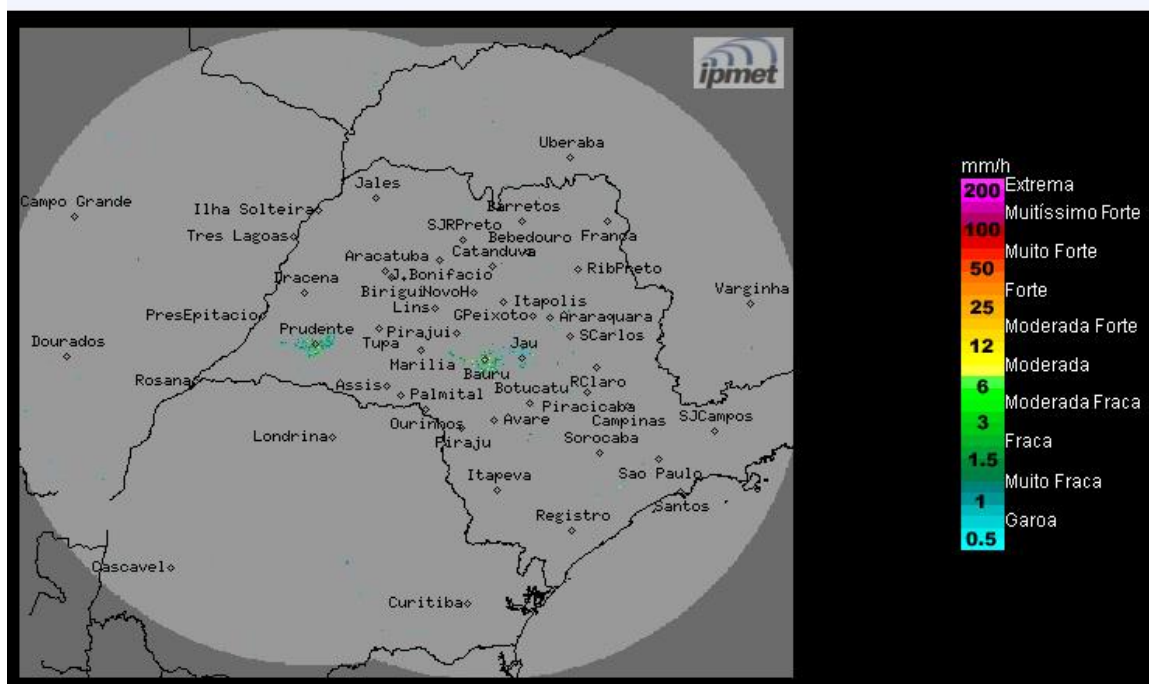 ipmet
Uberaba
mm/h
200 Extrema
Muitíssimo Forte
100
Muito Forte
50
Forte
25
Moderada Forte
12
Moderada
6
Moderada Fraca
3
Fraca
1.5
Muito Fraca
1
Garoa
0.5
Jales
Campo Grande
Ilha Solteira
Barretos
Tres Lagoas
SJRPreto
Bebedouro
Franca
Aracatuba
Catanduva
Dracena
J.Bonifacio
RibPreto
Birigui
NovoH
Itapolis
Varginha
Lins
GPeixoto
Araraquara
PresEpitacio
Prudente
Pirajui
SCarlos
Dourados
Tupa
Jau
Marilia
Bauru
Rosana
Assis
Palmital
Botucatu
RClaro
Piracicaba
Ourinhos
Avare
Campinas
SJCampos
Londrina
Piraju
Sorocaba
Itapeva
Sao Paulo
Santos
Registro
Cascavel
Curitiba